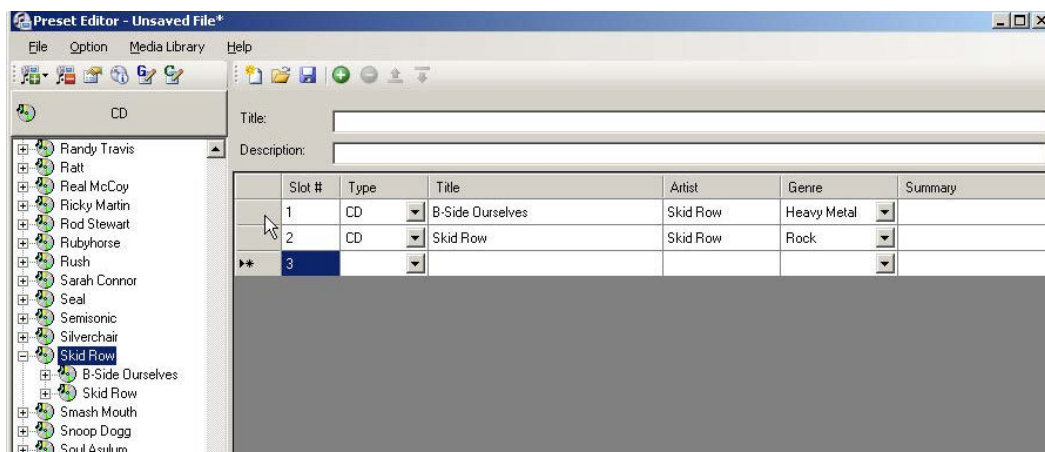 Preset Editor - Unsaved File*
File Option Media Library Help
CD
Title:
Description:
Randy Travis
Ratt
Real McCoy
Ricky Martin
Rod Stewart
Rubyhorse
Rush
Sarah Connor
Seal
Semisonic
Silverchair
Skid Row
B-Side Ourselves
Skid Row
Smash Mouth
Snoop Dogg
Soul Asylum
Slot # Type Title Artist Genre Summary
1 CD B-Side Ourselves Skid Row Heavy Metal
2 CD Skid Row Skid Row Rock
3